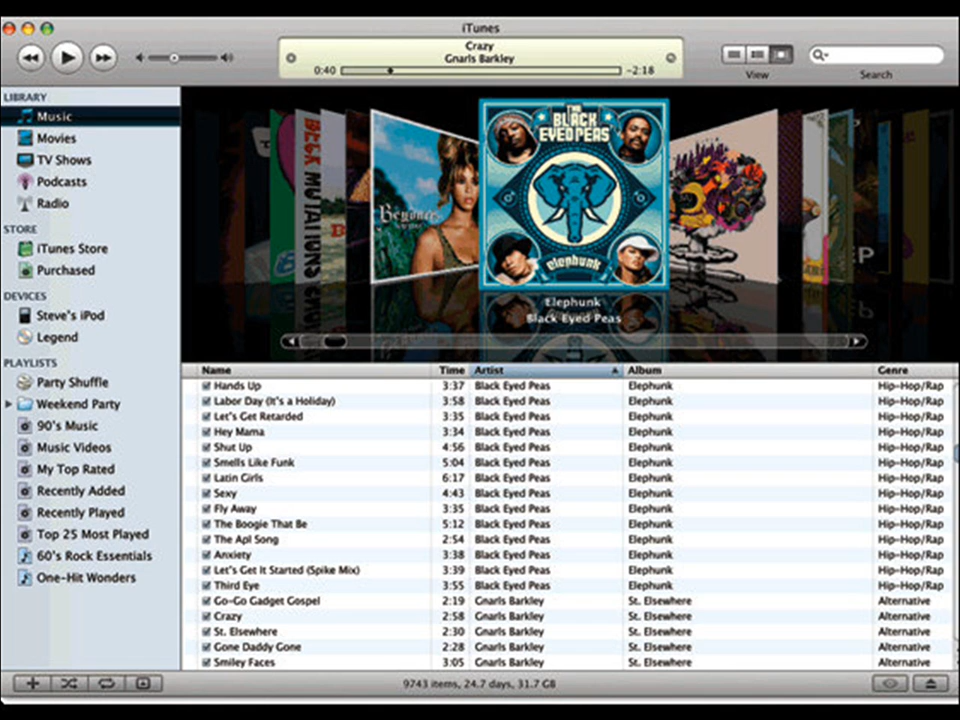 iTunes
Crazy
Gnarls Barkley
0:40 -2:18
View
Search
LIBRARY
Music
Movies
TV Shows
Podcasts
Radio
STORE
iTunes Store
Purchased
DEVICES
Steve's iPod
Legend
PLAYLISTS
Party Shuffle
Weekend Party
90's Music
Music Videos
My Top Rated
Recently Added
Recently Played
Top 25 Most Played
60's Rock Essentials
One-Hit Wonders
BECK MUTATIONS
Beyoncé
THE
BLACK
EYED PEAS
elephunk
Elephunk
Black Eyed Peas
Name Time Artist Album Genre
Hands Up 3:37 Black Eyed Peas Elephunk Hip-Hop/Rap
Labor Day (It's a Holiday) 3:58 Black Eyed Peas Elephunk Hip-Hop/Rap
Let's Get Retarded 3:35 Black Eyed Peas Elephunk Hip-Hop/Rap
Hey Mama 3:34 Black Eyed Peas Elephunk Hip-Hop/Rap
Shut Up 4:56 Black Eyed Peas Elephunk Hip-Hop/Rap
Smells Like Funk 5:04 Black Eyed Peas Elephunk Hip-Hop/Rap
Latin Girls 6:17 Black Eyed Peas Elephunk Hip-Hop/Rap
Sexy 4:43 Black Eyed Peas Elephunk Hip-Hop/Rap
Fly Away 3:35 Black Eyed Peas Elephunk Hip-Hop/Rap
The Boogie That Be 5:12 Black Eyed Peas Elephunk Hip-Hop/Rap
The Apl Song 2:54 Black Eyed Peas Elephunk Hip-Hop/Rap
Anxiety 3:38 Black Eyed Peas Elephunk Hip-Hop/Rap
Let's Get It Started (Spike Mix) 3:39 Black Eyed Peas Elephunk Hip-Hop/Rap
Third Eye 3:55 Black Eyed Peas Elephunk Hip-Hop/Rap
Go-Go Gadget Gospel 2:19 Gnarls Barkley St. Elsewhere Alternative
Crazy 2:58 Gnarls Barkley St. Elsewhere Alternative
St. Elsewhere 2:30 Gnarls Barkley St. Elsewhere Alternative
Gone Daddy Gone 2:28 Gnarls Barkley St. Elsewhere Alternative
Smiley Faces 3:05 Gnarls Barkley St. Elsewhere Alternative
9743 items, 24.7 days, 31.7 GB